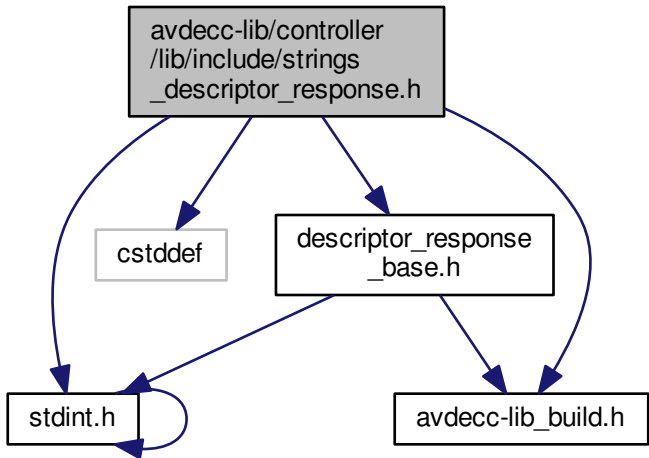 avdecc-lib/controller
/lib/include/strings
_descriptor_response.h
cstddef
descriptor_response
_base.h
stdint.h
avdecc-lib_build.h